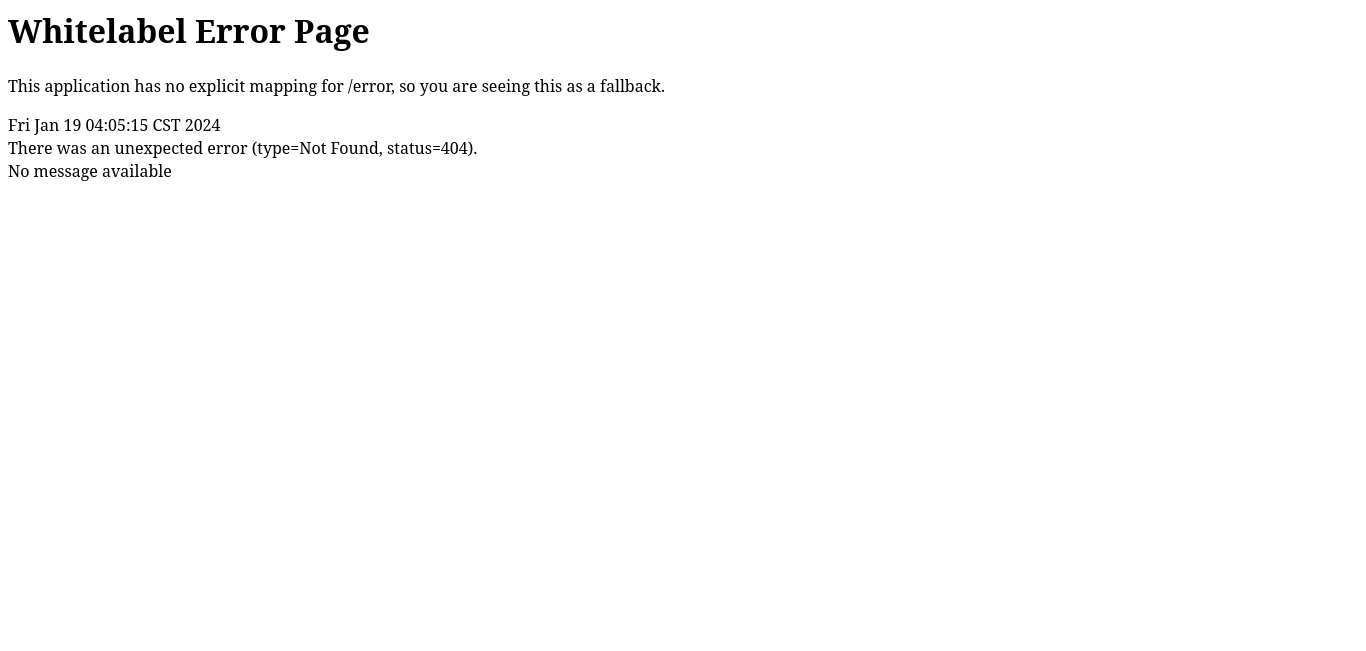 Whitelabel Error Page
This application has no explicit mapping for /error, so you are seeing this as a fallback.
Fri Jan 19 04:05:15 CST 2024
There was an unexpected error (type=Not Found, status=404).
No message available